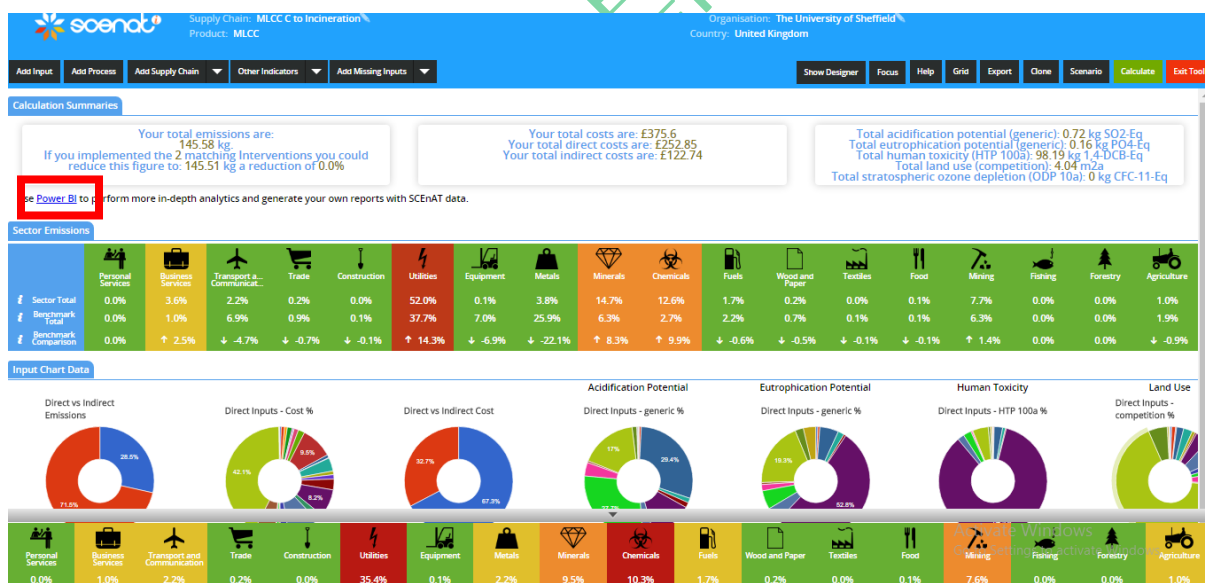 scenat i
Supply Chain: MLCC C to Incineration
Product: MLCC
Organisation: The University of Sheffield
Country: United Kingdom
Add Input Add Process Add Supply Chain Other Indicators Add Missing Inputs Show Designer Focus Help Grid Export Clone Scenario Calculate Exit Tool
Calculation Summaries
Your total emissions are:
145.58 kg.
If you implemented the 2 matching Interventions you could
reduce this figure to: 145.51 kg a reduction of 0.0%
Your total costs are: £375.6
Your total direct costs are: £252.85
Your total indirect costs are: £122.74
Total acidification potential (generic): 0.72 kg SO2-Eq
Total eutrophication potential (generic): 0.16 kg PO4-Eq
Total human toxicity (HTP 100a): 98.19 kg 1,4-DCB-Eq
Total land use (competition): 4.04 m2a
Total stratospheric ozone depletion (ODP 10a): 0 kg CFC-11-Eq
se Power BI to perform more in-depth analytics and generate your own reports with SCEnAT data.
Sector Emissions
Personal Services Business Services Transport a... Communicat... Trade Construction Utilities Equipment Metals Minerals Chemicals Fuels Wood and Paper Textiles Food Mining Fishing Forestry Agriculture
i Sector Total 0.0% 3.6% 2.2% 0.2% 0.0% 52.0% 0.1% 3.8% 14.7% 12.6% 1.7% 0.2% 0.0% 0.1% 7.7% 0.0% 0.0% 1.0%
i Benchmark Total 0.0% 1.0% 6.9% 0.9% 0.1% 37.7% 7.0% 25.9% 6.3% 2.7% 2.2% 0.7% 0.1% 0.1% 6.3% 0.0% 0.0% 1.9%
i Benchmark Comparison 0.0% ↑ 2.5% ↓ -4.7% ↓ -0.7% ↓ -0.1% ↑ 14.3% ↓ -6.9% ↓ -22.1% ↑ 8.3% ↑ 9.9% ↓ -0.6% ↓ -0.5% ↓ -0.1% ↓ -0.1% ↑ 1.4% 0.0% 0.0% ↓ -0.9%
Input Chart Data
Acidification Potential Eutrophication Potential Human Toxicity Land Use
Direct vs Indirect
Emissions
Direct Inputs - Cost %
Direct vs Indirect Cost
Direct Inputs - generic %
Direct Inputs - generic %
Direct Inputs - HTP 100a %
Direct Inputs -
competition %
28.5%
71.5%
9.5%
42.1%
8.2%
32.7%
67.3%
17%
29.4%
19.3%
52.8%
Personal Services Business Services Transport and Communication Trade Construction Utilities Equipment Metals Minerals Chemicals Fuels Wood and Paper Textiles Food Mining Fishing Forestry Agriculture
0.0% 1.0% 2.2% 0.2% 0.0% 35.4% 0.1% 2.2% 9.5% 10.3% 1.7% 0.2% 0.0% 0.1% 7.6% 0.0% 0.0% 1.0%